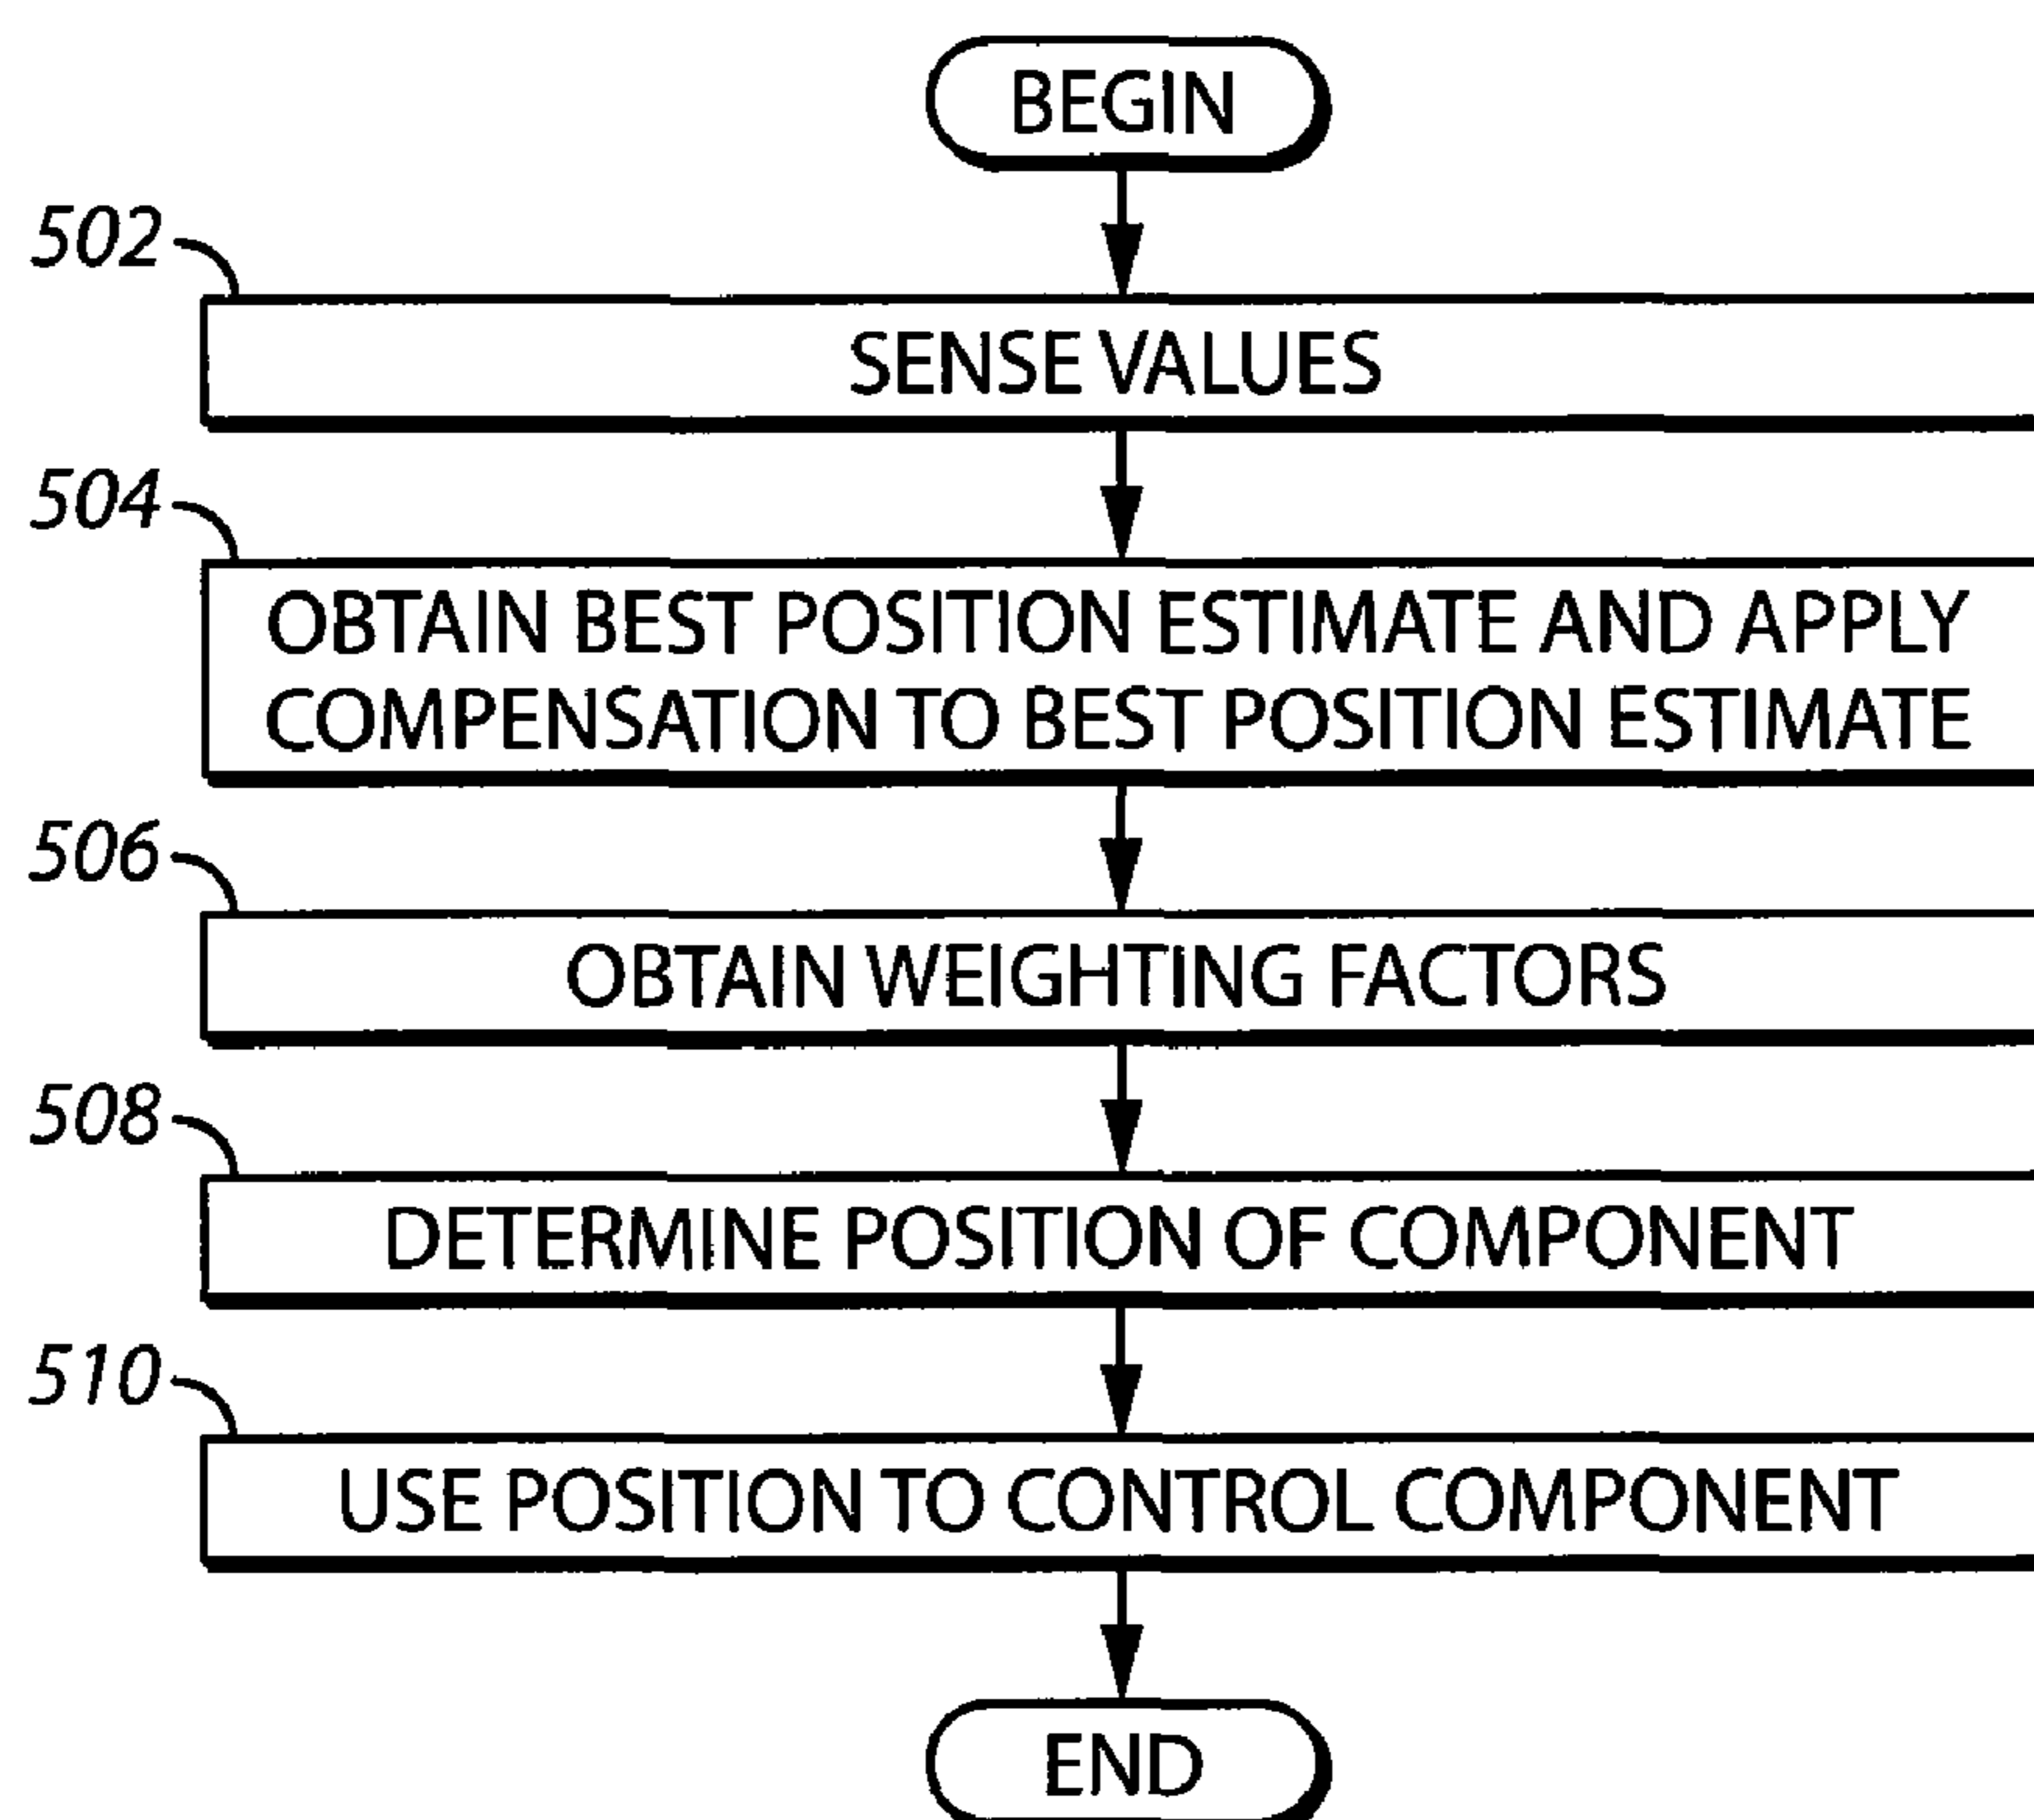 BEGIN
502
SENSE VALUES
504
OBTAIN BEST POSITION ESTIMATE AND APPLY
COMPENSATION TO BEST POSITION ESTIMATE
506
OBTAIN WEIGHTING FACTORS
508
DETERMINE POSITION OF COMPONENT
510
USE POSITION TO CONTROL COMPONENT
END